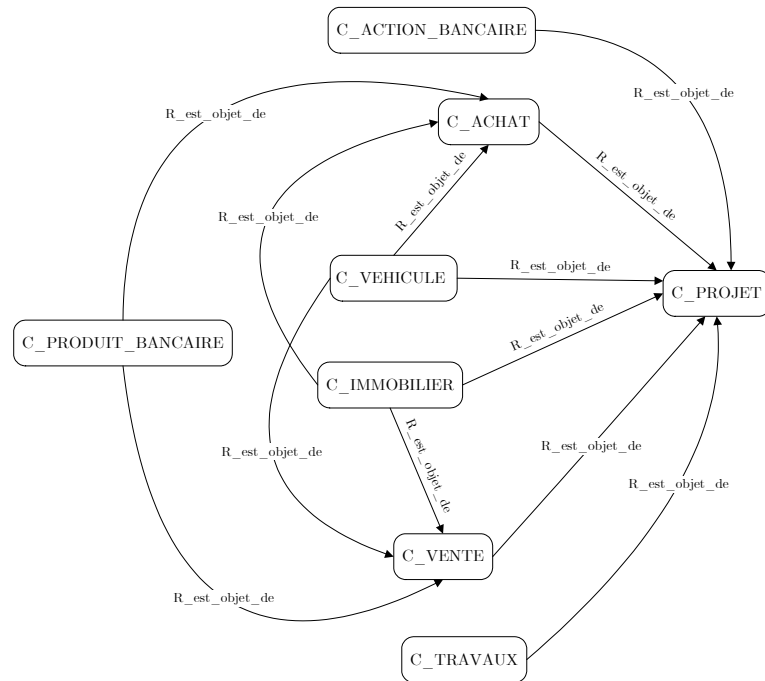 C_ACTION_BANCAIRE
R_est_objet_de
R_est_objet_de
C_ACHAT
R_est_objet_de
R_est_objet_de
R_est_objet_de
C_VEHICULE
R_est_objet_de
C_PROJET
R_est_objet_de
C_PRODUIT_BANCAIRE
C_IMMOBILIER
R_est_objet_de
R_est_objet_de
R_est_objet_de
R_est_objet_de
C_VENTE
R_est_objet_de
C_TRAVAUX